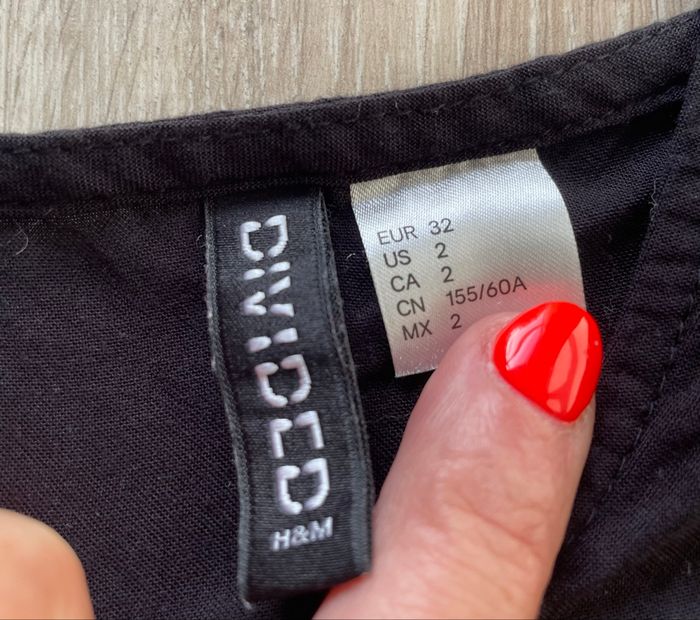 DIVIDED
H&M
EUR 32
US 2
CA 2
CN 155/60A
MX 2